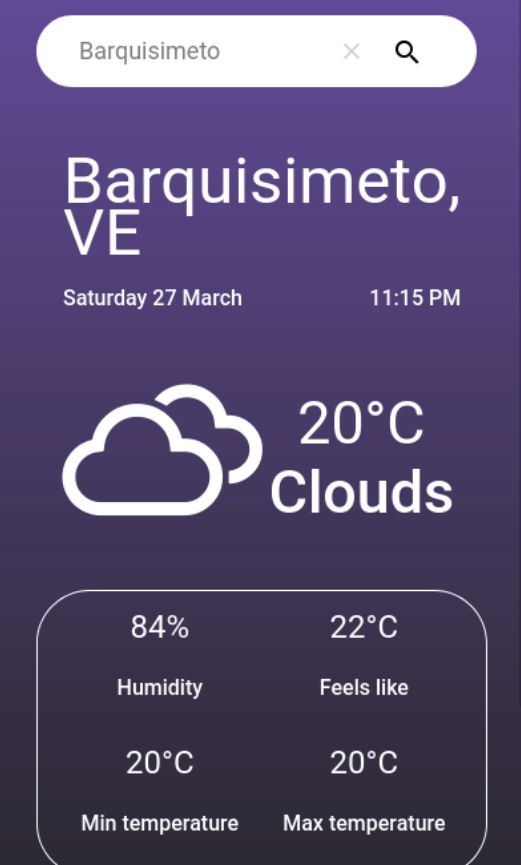 Barquisimeto
Barquisimeto,
VE
Saturday 27 March 11:15 PM
20°C
Clouds
84% 22°C
Humidity Feels like
20°C 20°C
Min temperature Max temperature